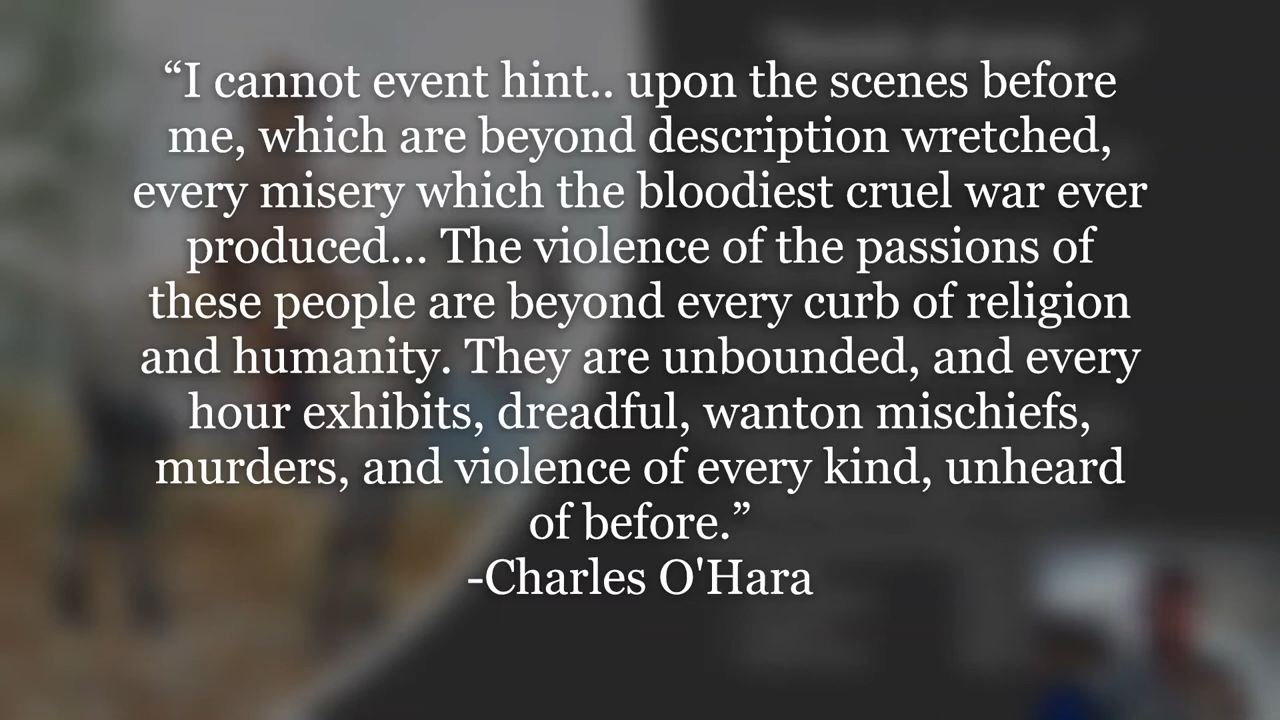 “I cannot event hint.. upon the scenes before
me, which are beyond description wretched,
every misery which the bloodiest cruel war ever
produced... The violence of the passions of
these people are beyond every curb of religion
and humanity. They are unbounded, and every
hour exhibits, dreadful, wanton mischiefs,
murders, and violence of every kind, unheard
of before.”
-Charles O'Hara